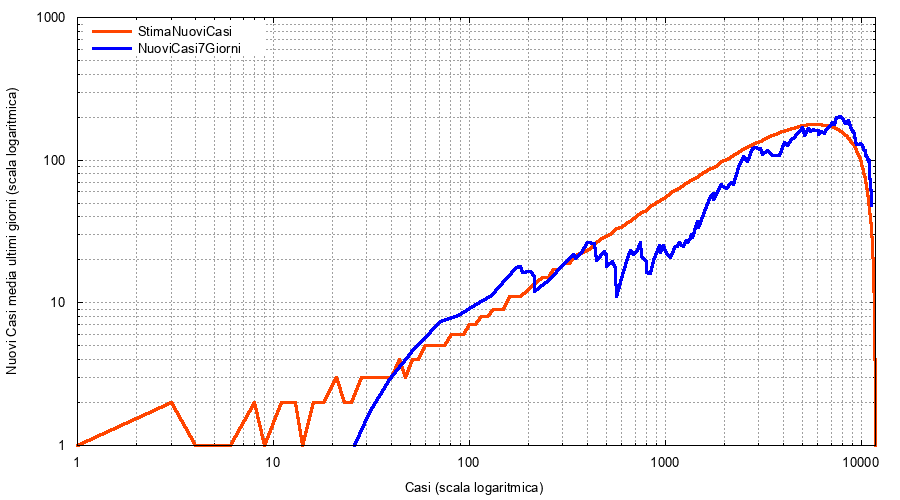 1000
StimaNuoviCasi
NuoviCasi7Giorni
100
10
1
1 10 100 1000 10000
Nuovi Casi media ultimi giorni (scala logaritmica)
Casi (scala logaritmica)